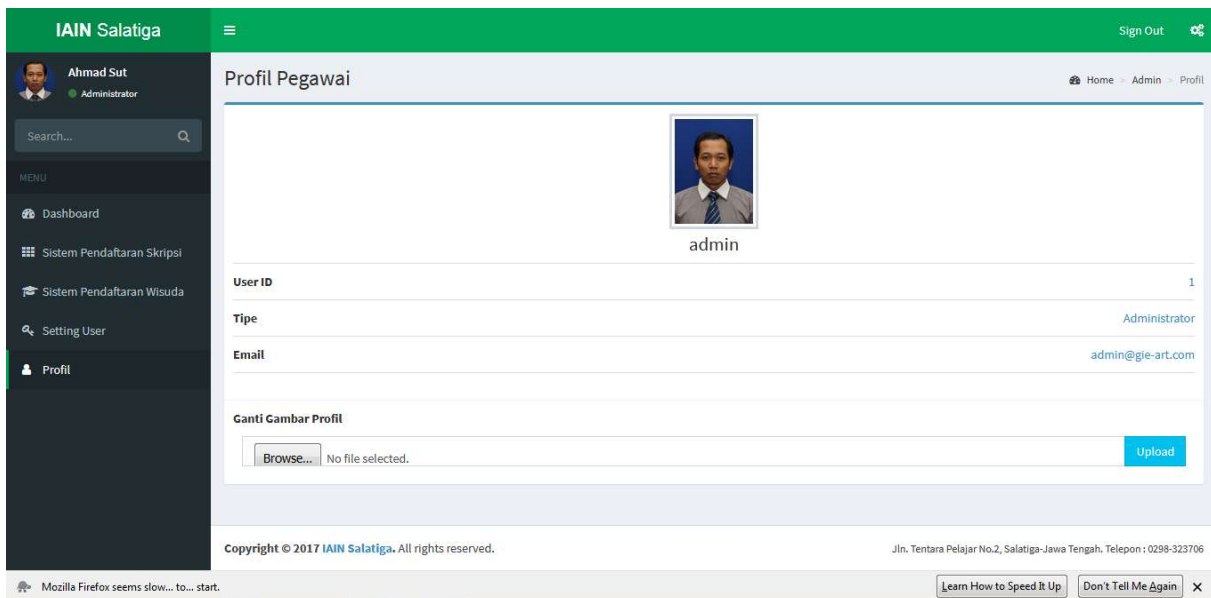 IAIN Salatiga
Sign Out
Ahmad Sut
Administrator
Profil Pegawai
Home > Admin > Profil
Search...
MENU
Dashboard
Sistem Pendaftaran Skripsi
Sistem Pendaftaran Wisuda
Setting User
Profil
admin
User ID 1
Tipe Administrator
Email admin@gie-art.com
Ganti Gambar Profil
Browse... No file selected. Upload
Copyright © 2017 IAIN Salatiga. All rights reserved. Jln. Tentara Pelajar No.2, Salatiga-Jawa Tengah. Telepon : 0298-323706
Mozilla Firefox seems slow... to... start. Learn How to Speed It Up Don't Tell Me Again